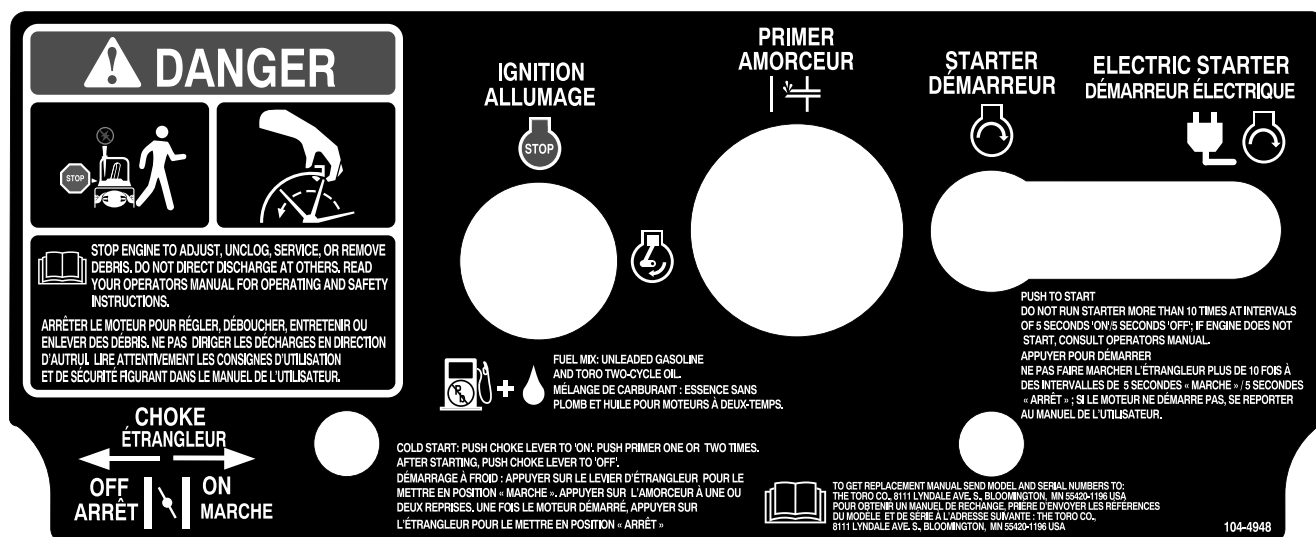 DANGER
STOP
STOP ENGINE TO ADJUST, UNCLOG, SERVICE, OR REMOVE
DEBRIS. DO NOT DIRECT DISCHARGE AT OTHERS. READ
YOUR OPERATORS MANUAL FOR OPERATING AND SAFETY
INSTRUCTIONS.
ARRÊTER LE MOTEUR POUR RÉGLER, DÉBOUCHER, ENTRETENIR OU
ENLEVER DES DÉBRIS. NE PAS DIRIGER LES DÉCHARGES EN DIRECTION
D'AUTRUI. LIRE ATTENTIVEMENT LES CONSIGNES D'UTILISATION
ET DE SÉCURITÉ FIGURANT DANS LE MANUEL DE L'UTILISATEUR.
CHOKE
ÉTRANGLEUR
OFF
ARRÊT
ON
MARCHE
IGNITION
ALLUMAGE
STOP
PRIMER
AMORCEUR
STARTER
DÉMARREUR
ELECTRIC STARTER
DÉMARREUR ÉLECTRIQUE
PUSH TO START
DO NOT RUN STARTER MORE THAN 10 TIMES AT INTERVALS
OF 5 SECONDS 'ON'/5 SECONDS 'OFF'; IF ENGINE DOES NOT
START, CONSULT OPERATORS MANUAL.
APPUYER POUR DÉMARRER
NE PAS FAIRE MARCHER L'ÉTRANGLEUR PLUS DE 10 FOIS À
DES INTERVALLES DE 5 SECONDES « MARCHE » / 5 SECONDES
« ARRÊT » ; SI LE MOTEUR NE DÉMARRE PAS, SE REPORTER
AU MANUEL DE L'UTILISATEUR.
+
FUEL MIX: UNLEADED GASOLINE
AND TORO TWO-CYCLE OIL.
MÉLANGE DE CARBURANT : ESSENCE SANS
PLOMB ET HUILE POUR MOTEURS À DEUX-TEMPS.
COLD START: PUSH CHOKE LEVER TO 'ON'. PUSH PRIMER ONE OR TWO TIMES.
AFTER STARTING, PUSH CHOKE LEVER TO 'OFF'.
DÉMARRAGE À FROID : APPUYER SUR LE LEVIER D'ÉTRANGLEUR POUR LE
METTRE EN POSITION « MARCHE ». APPUYER SUR L'AMORCEUR À UNE OU
DEUX REPRISES. UNE FOIS LE MOTEUR DÉMARRÉ, APPUYER SUR
L'ÉTRANGLEUR POUR LE METTRE EN POSITION « ARRÊT »
TO GET REPLACEMENT MANUAL SEND MODEL AND SERIAL NUMBERS TO:
THE TORO CO., 8111 LYNDALE AVE. S., BLOOMINGTON, MN 55420-1196 USA
POUR OBTENIR UN MANUEL DE RECHANGE, PRIÈRE D'ENVOYER LES RÉFÉRENCES
DU MODÈLE ET DE SÉRIE À L'ADRESSE SUIVANTE : THE TORO CO.,
8111 LYNDALE AVE. S., BLOOMINGTON, MN 55420-1196 USA
104-4948